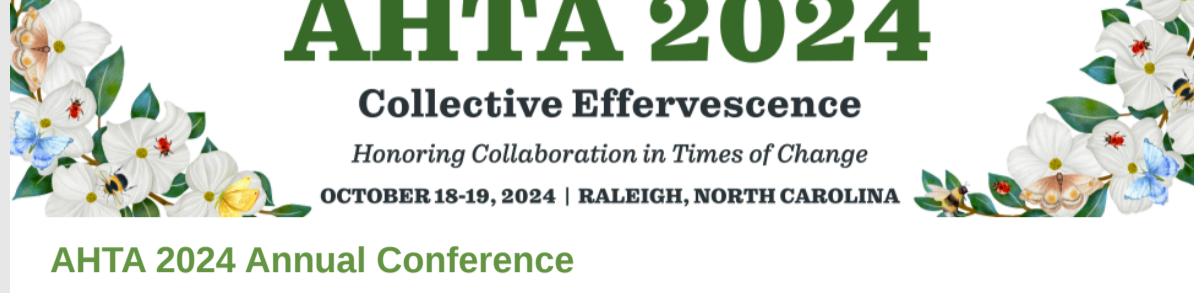 AHTA 2024
Collective Effervescence
Honoring Collaboration in Times of Change
OCTOBER 18-19, 2024 | RALEIGH, NORTH CAROLINA
AHTA 2024 Annual Conference